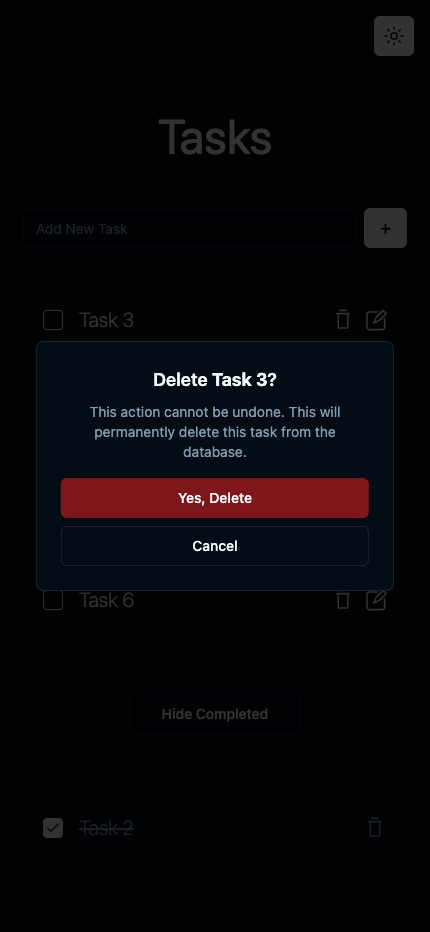 Tasks
Add New Task
+
Task 3
Delete Task 3?
This action cannot be undone. This will
permanently delete this task from the
database.
Yes, Delete
Cancel
Task 6
Hide Completed
Task 2